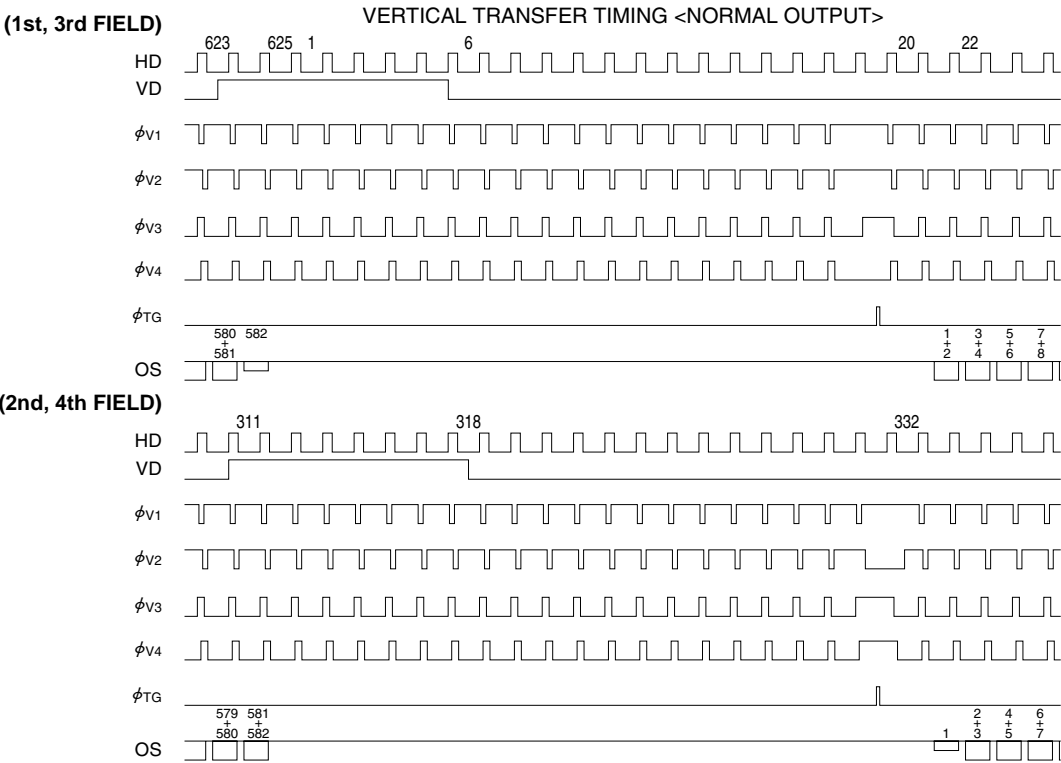 VERTICAL TRANSFER TIMING <NORMAL OUTPUT>
(1st, 3rd FIELD)
623 625 1 6 20 22
HD
VD
ϕV1
ϕV2
ϕV3
ϕV4
ϕTG
OS
580+581 582 1+2 3+4 5+6 7+8
(2nd, 4th FIELD)
311 318 332
HD
VD
ϕV1
ϕV2
ϕV3
ϕV4
ϕTG
OS
579+580 581+582 1 2+3 4+5 6+7